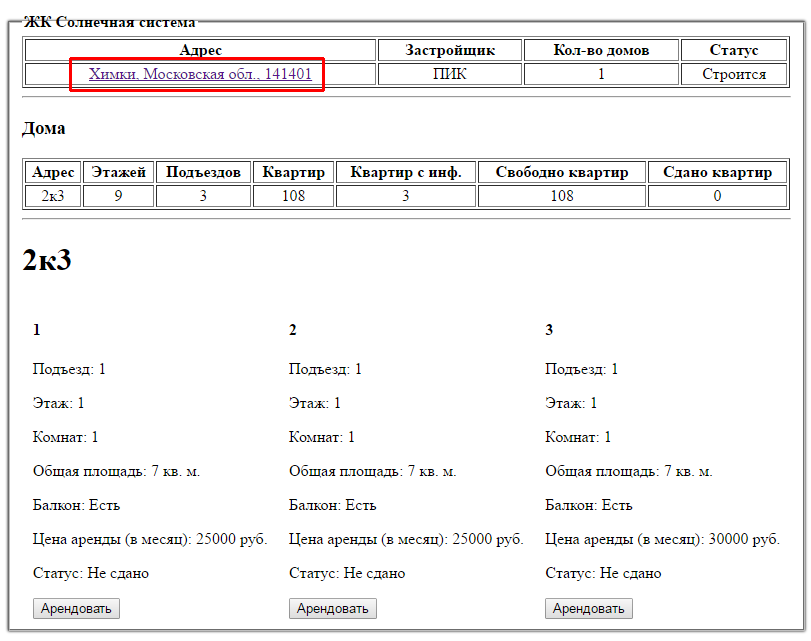 ЖК Солнечная система
Адрес Застройщик Кол-во домов Статус
Химки, Московская обл., 141401 ПИК 1 Строится
Дома
Адрес Этажей Подъездов Квартир Квартир с инф. Свободно квартир Сдано квартир
2к3 9 3 108 3 108 0
2к3
1 2 3
Подъезд: 1 Подъезд: 1 Подъезд: 1
Этаж: 1 Этаж: 1 Этаж: 1
Комнат: 1 Комнат: 1 Комнат: 1
Общая площадь: 7 кв. м. Общая площадь: 7 кв. м. Общая площадь: 7 кв. м.
Балкон: Есть Балкон: Есть Балкон: Есть
Цена аренды (в месяц): 25000 руб. Цена аренды (в месяц): 25000 руб. Цена аренды (в месяц): 30000 руб.
Статус: Не сдано Статус: Не сдано Статус: Не сдано
Арендовать Арендовать Арендовать